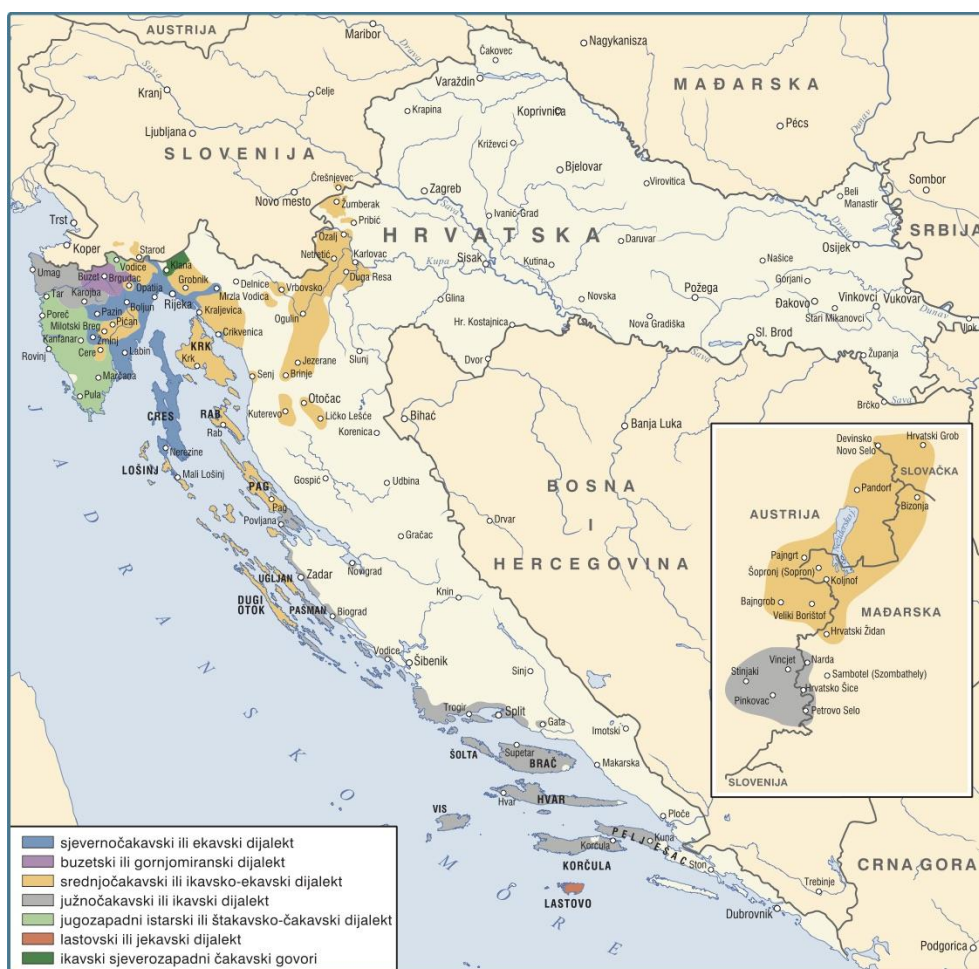 AUSTRIJA
Maribor
Drava
Čakovec
Nagykanisza
Varaždin
MAĐARSKA
Dunav
Sava
Kranj
Celje
Krapina
Koprivnica
Pécs
Ljubljana
SLOVENIJA
Križevci
Bjelovar
Virovitica
Sombor
Črešnjevec
Novo mesto
Žumberak
Zagreb
Beli
Manastir
Pribić
Sava
Ivanić-Grad
Drava
Trst
Koper
Ozalj
HRVATSKA
Daruvar
Osijek
SRBIJA
Starod
Netretić
Karlovac
Kupa
Sisak
Kutina
Našice
Umag
Vodice
Klana
Duga Resa
Gorjani
Buzet
Brgudac
Grobnik
Delnice
Vrbovsko
Đakovo
Vinkovci
Vukovar
Tar
Karojba
Opatija
Rijeka
Mrzla Vodica
Glina
Novska
Požega
Stari Mikanovci
Poreč
Pazin
Boljun
Kraljevica
Ogulin
Hr. Kostajnica
Nova Gradiška
Sl. Brod
Dunav
Milotski Breg
Pićan
Crikvenica
Kanfanar
Žminj
KRK
Slunj
Dvor
Sava
Županja
Rovinj
Cere
Labin
Krk
Jezerane
Brčko
Sava
Marčana
Senj
Brinje
Pula
CRES
RAB
Otočac
Bihać
Banja Luka
Kuterevo
Ličko Lešće
Rab
Korenica
Nerezine
LOŠINJ
Mali Lošinj
Gospić
Udbina
BOSNA
I
HERCEGOVINA
PAG
Pag
Drvar
Povljana
Gračac
Novigrad
Zadar
UGLJAN
DUGI
OTOK
PAŠMAN
Biograd
Knin
Vodice
Šibenik
Sinj
Trogir
Split
Gata
Imotski
ŠOLTA
Supetar
BRAČ
Makarska
VIS
Hvar
HVAR
Ploče
Korčula
KORČULA
PELJEŠAC
Kuna
Ston
LASTOVO
Dubrovnik
Trebinje
CRNA GORA
Podgorica
JADRANSKO MORE
Devinsko
Novo Selo
Hrvatski Grob
SLOVAČKA
Pandorf
Bizonja
AUSTRIJA
Pajngrt
Šopronj (Sopron)
Koljnof
Bajngrob
Veliki Borištof
MAĐARSKA
Hrvatski Židan
Vincjet
Narda
Stinjaki
Sambotel (Szombathely)
Hrvatsko Šice
Pinkovac
Petrovo Selo
SLOVENIJA
sjevernočakavski ili ekavski dijalekt
buzetski ili gornjomiranski dijalekt
srednjočakavski ili ikavsko-ekavski dijalekt
južnočakavski ili ikavski dijalekt
jugozapadni istarski ili štakavsko-čakavski dijalekt
lastovski ili jekavski dijalekt
ikavski sjeverozapadni čakavski govori